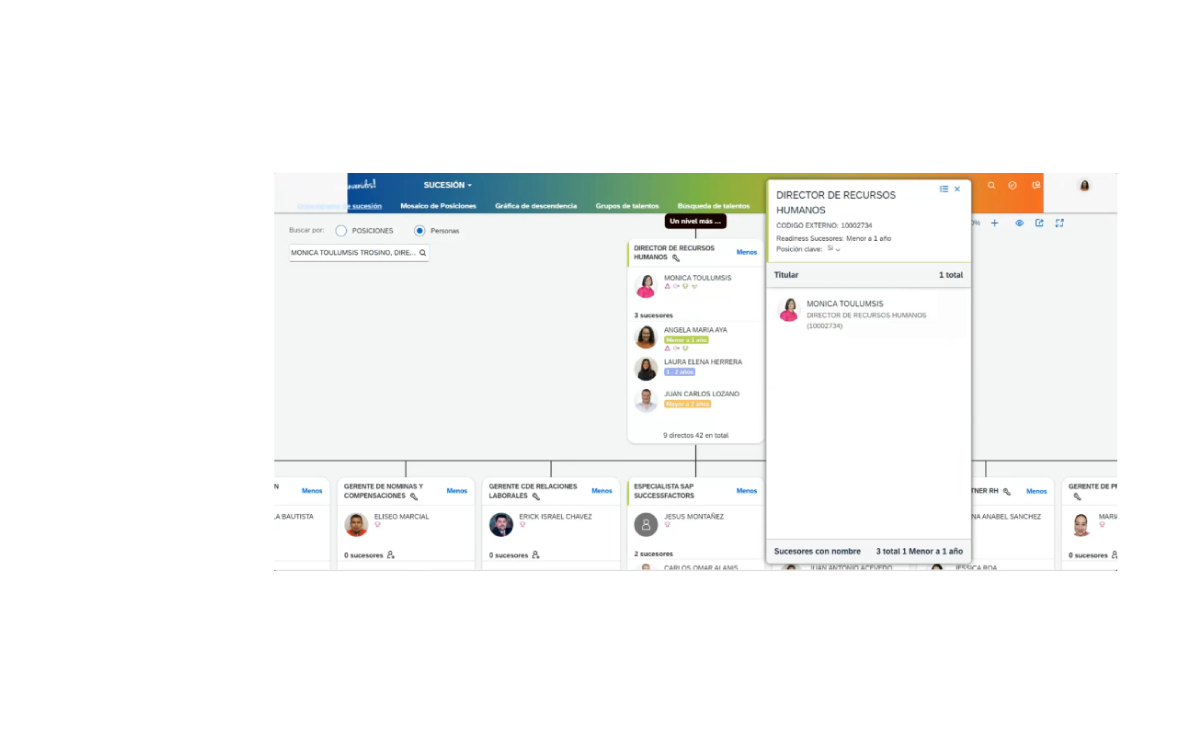 SUCESIÓN
de sucesión
Mosaico de Posiciones
Gráfica de descendencia
Grupos de talentos
Búsqueda de talentos
Buscar por:
POSICIONES
Personas
MONICA TOULUMSIS TROSINO, DIRE...
Un nivel más ...
DIRECTOR DE RECURSOS
HUMANOS
Menos
MONICA TOULUMSIS
3 sucesores
ANGELA MARIA AYA
Menor a 1 año
LAURA ELENA HERRERA
1 - 2 años
JUAN CARLOS LOZANO
Mayor a 2 años
9 directos 42 en total
DIRECTOR DE RECURSOS
HUMANOS
CODIGO EXTERNO: 10002734
Readiness Sucesores: Menor a 1 año
Posición clave: Sí
Titular
1 total
MONICA TOULUMSIS
DIRECTOR DE RECURSOS HUMANOS
(10002734)
Sucesores con nombre
3 total 1 Menor a 1 año
N
Menos
A BAUTISTA
GERENTE DE NOMINAS Y
COMPENSACIONES
Menos
ELISEO MARCIAL
0 sucesores
GERENTE CDE RELACIONES
LABORALES
Menos
ERICK ISRAEL CHAVEZ
0 sucesores
ESPECIALISTA SAP
SUCCESSFACTORS
Menos
JESUS MONTAÑEZ
2 sucesores
CARLOS OMAR ALANIS
JUAN ANTONIO ACEVEDO
TNER RH
Menos
NA ANABEL SANCHEZ
JESSICA ROA
GERENTE DE PR
MARI
0 sucesores